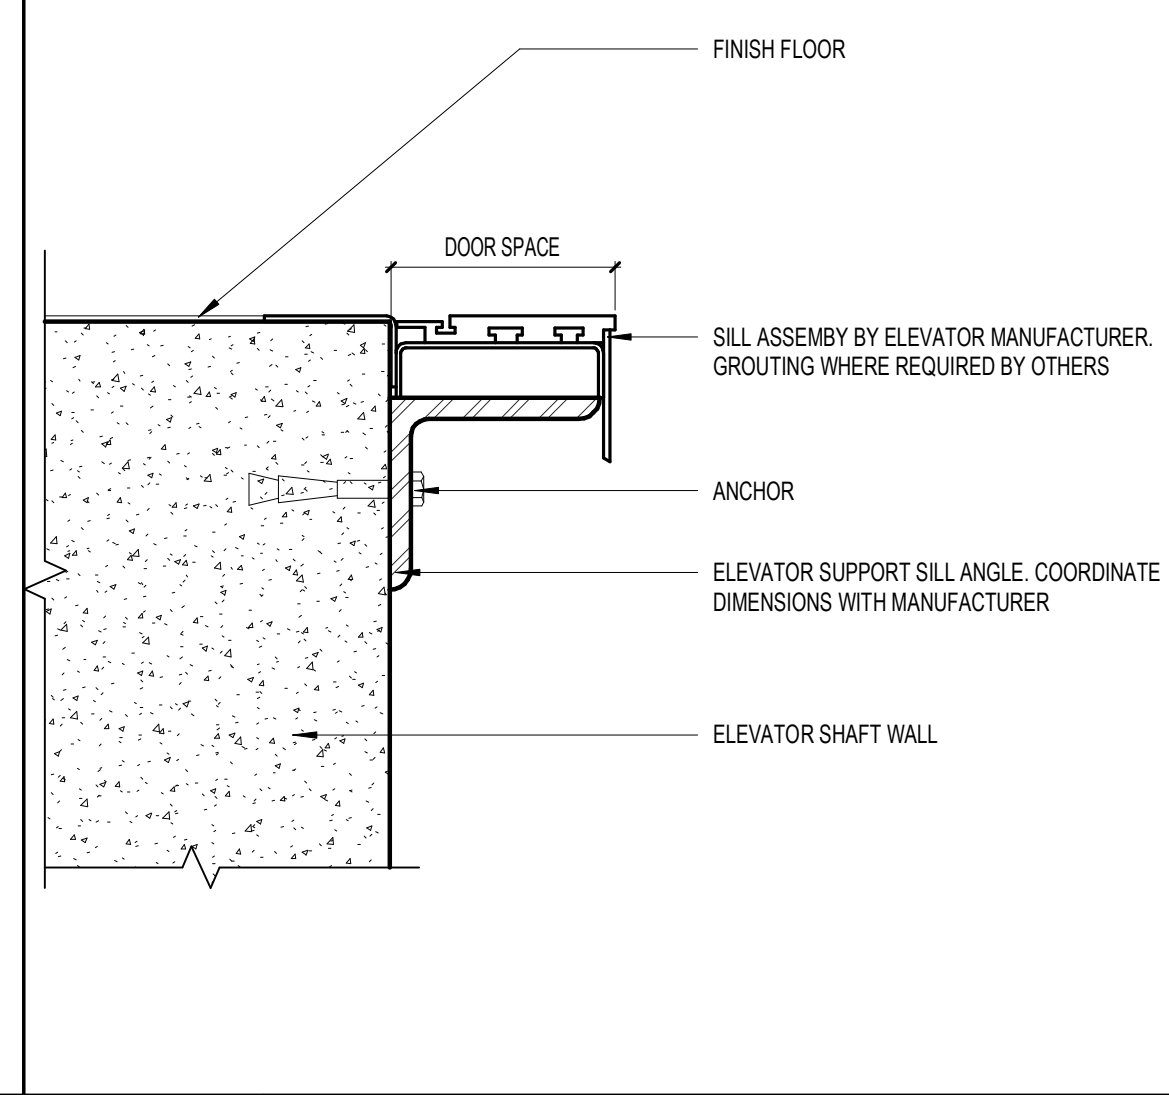 FINISH FLOOR
DOOR SPACE
SILL ASSEMBY BY ELEVATOR MANUFACTURER.
GROUTING WHERE REQUIRED BY OTHERS
ANCHOR
ELEVATOR SUPPORT SILL ANGLE. COORDINATE
DIMENSIONS WITH MANUFACTURER
ELEVATOR SHAFT WALL